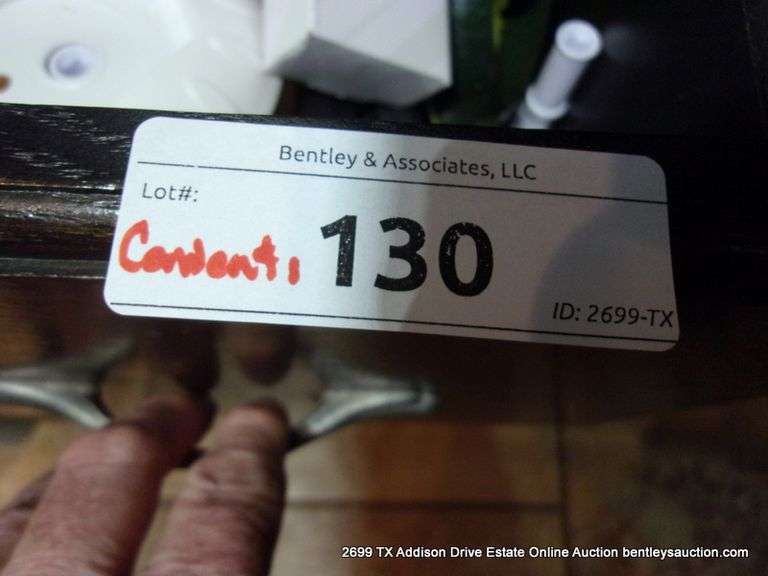 Bentley & Associates, LLC
Lot#:
Contents 130
ID: 2699-TX
2699 TX Addison Drive Estate Online Auction bentleysauction.com